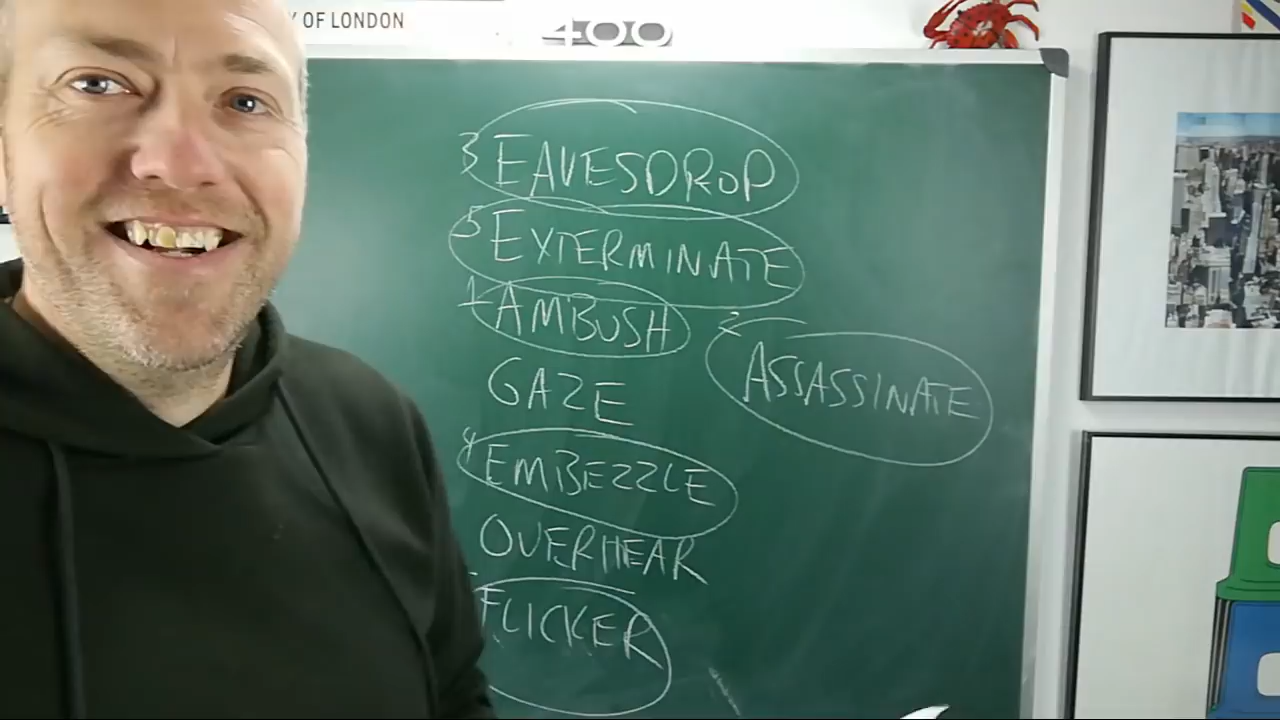 Y OF LONDON
400
3 EAVESDROP
5 EXTERMINATE
1 AMBUSH
2 ASSASSINATE
GAZE
4 EMBEZZLE
OVERHEAR
FLICKER